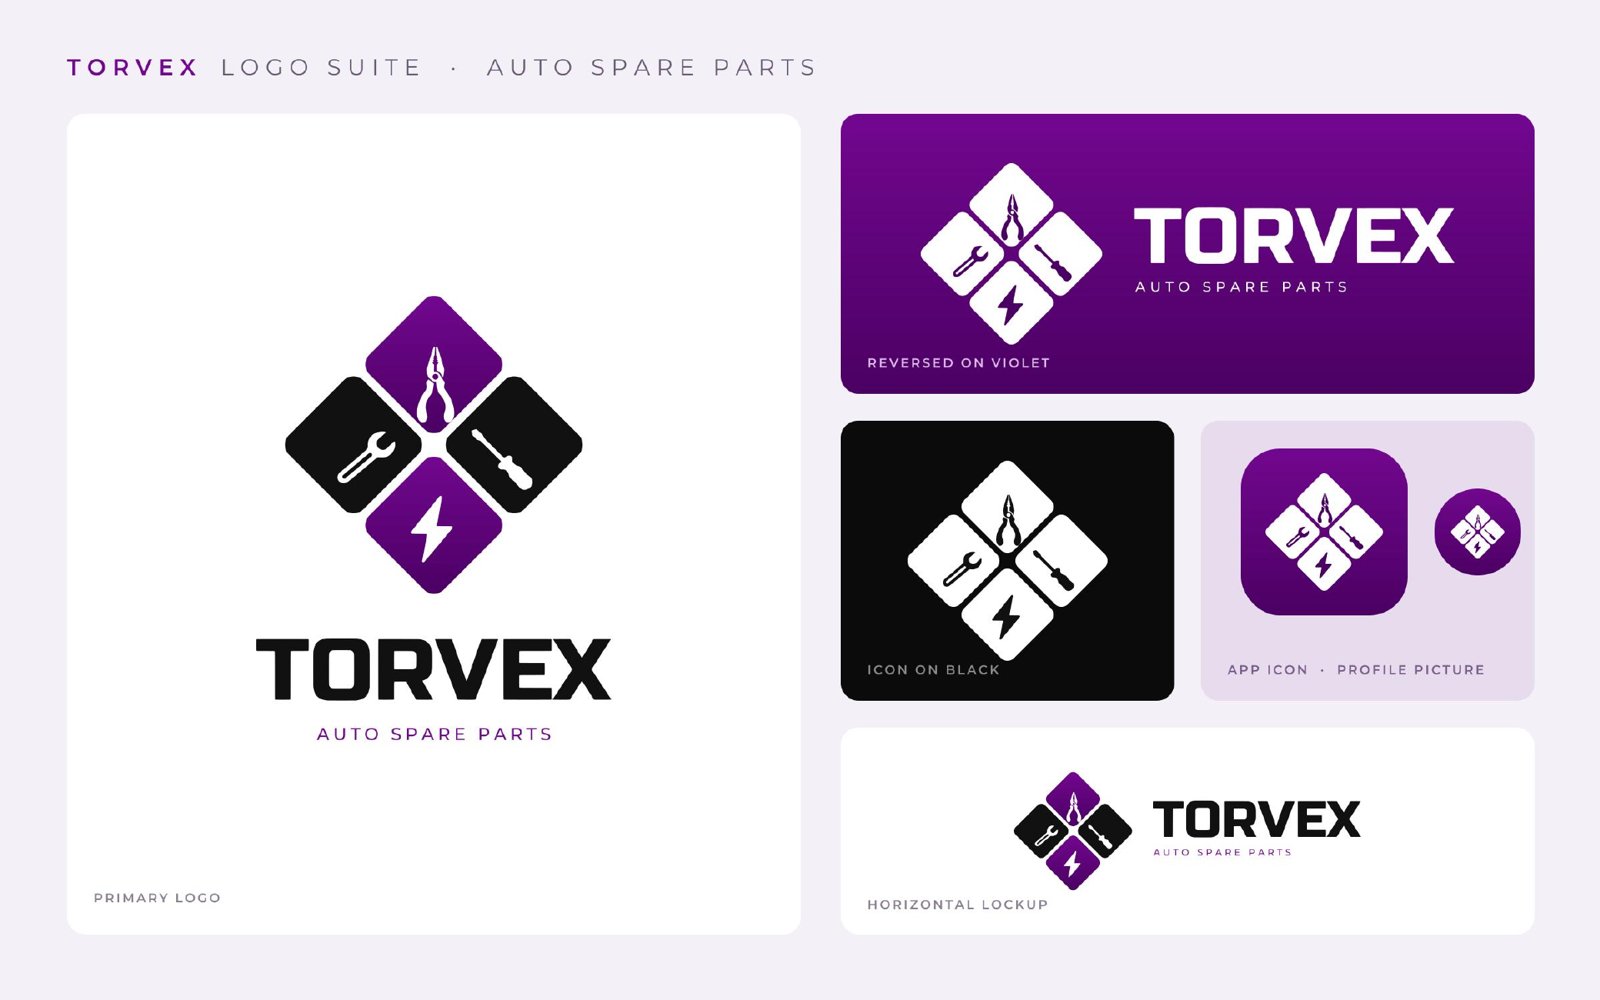 TORVEX LOGO SUITE · AUTO SPARE PARTS
TORVEX
AUTO SPARE PARTS
PRIMARY LOGO
TORVEX
AUTO SPARE PARTS
REVERSED ON VIOLET
ICON ON BLACK
APP ICON · PROFILE PICTURE
TORVEX
AUTO SPARE PARTS
HORIZONTAL LOCKUP